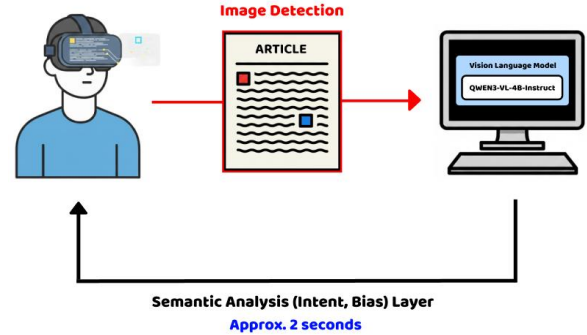 Image Detection
ARTICLE
Vision Language Model
QWEN3-VL-4B-Instruct
Semantic Analysis (Intent, Bias) Layer
Approx. 2 seconds